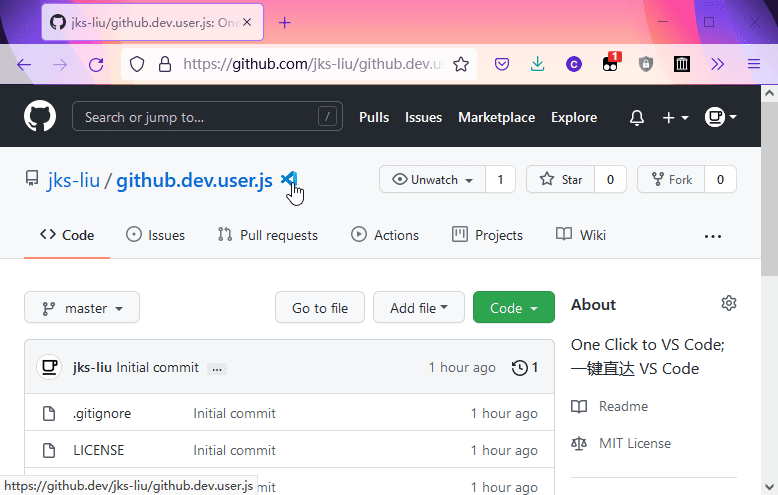 jks-liu/github.dev.user.js: One
https://github.com/jks-liu/github.dev.us
C
1
Search or jump to...
/
Pulls
Issues
Marketplace
Explore
jks-liu / github.dev.user.js
Unwatch
1
Star
0
Fork
0
Code
Issues
Pull requests
Actions
Projects
Wiki
...
master
Go to file
Add file
Code
About
One Click to VS Code;
一键直达 VS Code
jks-liu Initial commit
...
1 hour ago
1
.gitignore
Initial commit
1 hour ago
Readme
LICENSE
Initial commit
1 hour ago
MIT License
https://github.dev/jks-liu/github.dev.user.js
1 hour ago